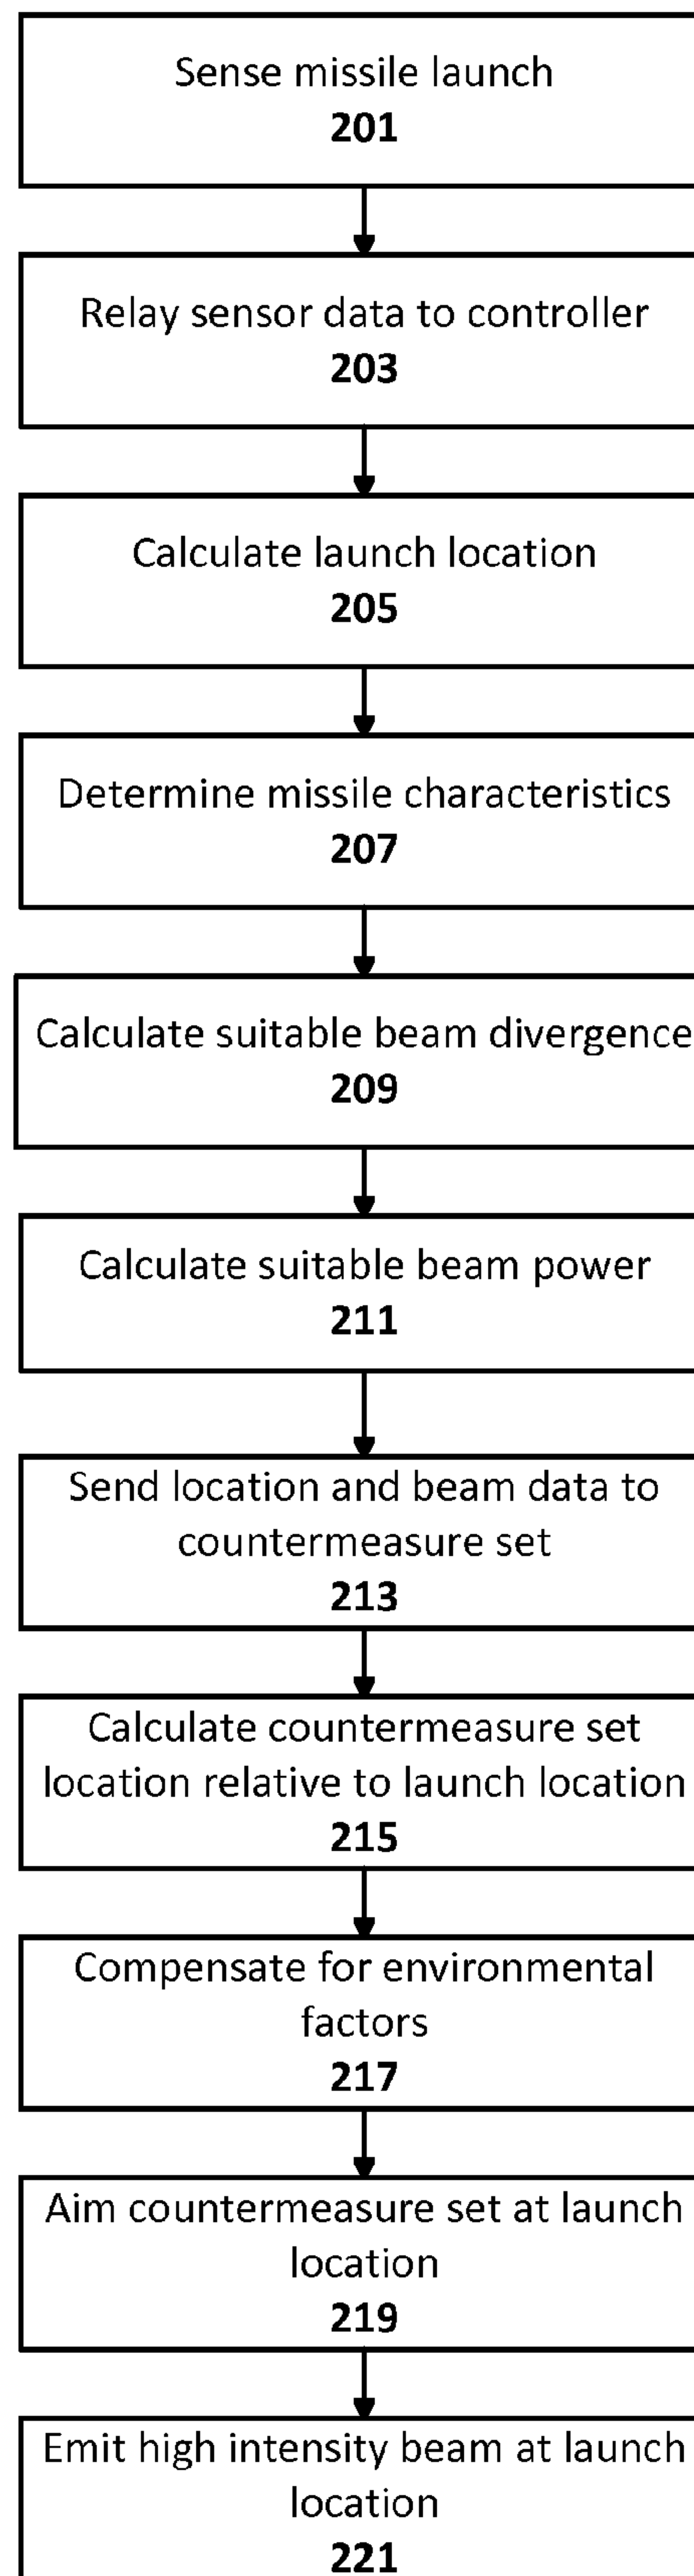 Sense missile launch
201
Relay sensor data to controller
203
Calculate launch location
205
Determine missile characteristics
207
Calculate suitable beam divergence
209
Calculate suitable beam power
211
Send location and beam data to
countermeasure set
213
Calculate countermeasure set
location relative to launch location
215
Compensate for environmental
factors
217
Aim countermeasure set at launch
location
219
Emit high intensity beam at launch
location
221